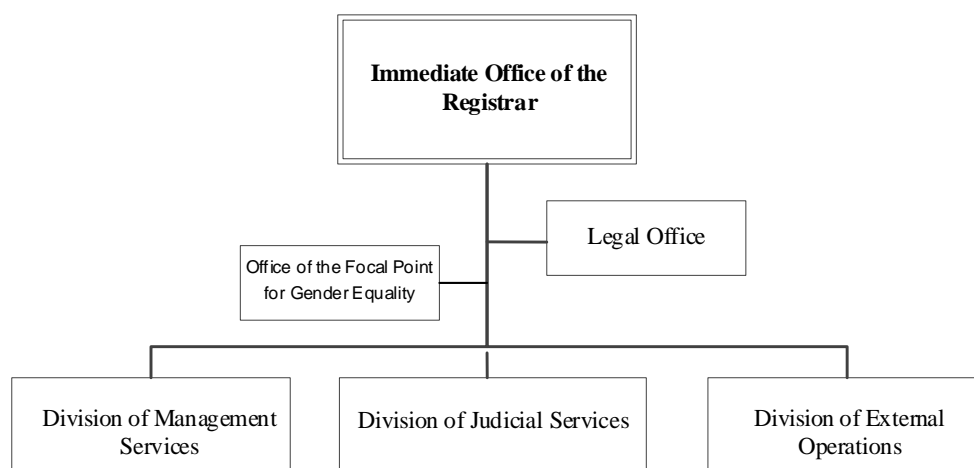 Immediate Office of the
Registrar
Legal Office
Office of the Focal Point
for Gender Equality
Division of Management
Services
Division of Judicial Services
Division of External
Operations